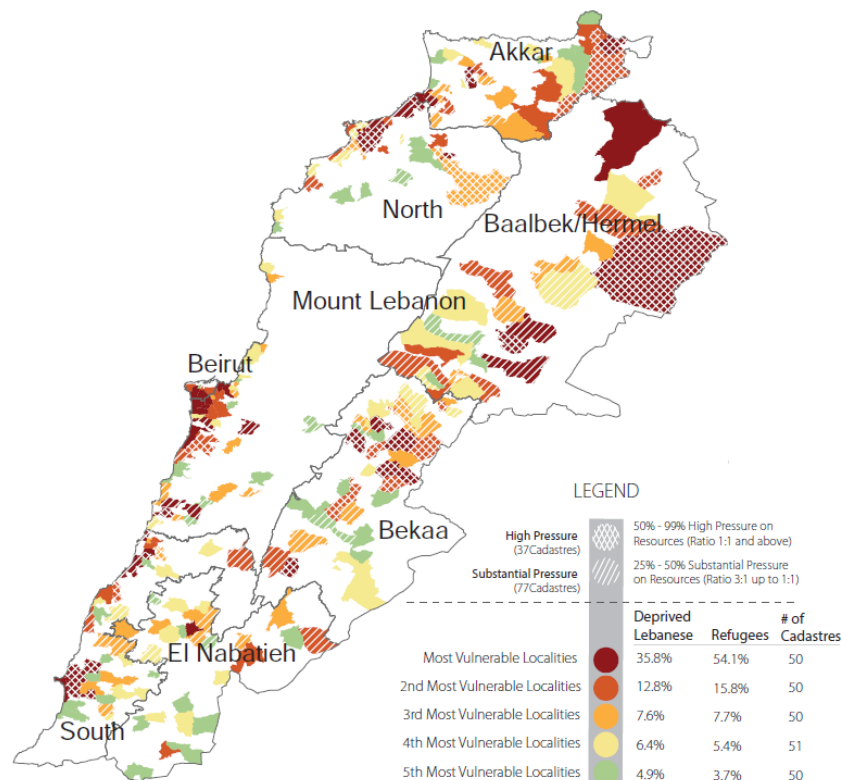 Akkar
North
Baalbek/Hermel
Mount Lebanon
Beirut
Bekaa
El Nabatieh
South
LEGEND
High Pressure
(37Cadastres)
50% - 99% High Pressure on
Resources (Ratio 1:1 and above)
Substantial Pressure
(77Cadastres)
25% - 50% Substantial Pressure
on Resources (Ratio 3:1 up to 1:1)
Deprived Lebanese Refugees # of Cadastres
Most Vulnerable Localities 35.8% 54.1% 50
2nd Most Vulnerable Localities 12.8% 15.8% 50
3rd Most Vulnerable Localities 7.6% 7.7% 50
4th Most Vulnerable Localities 6.4% 5.4% 51
5th Most Vulnerable Localities 4.9% 3.7% 50